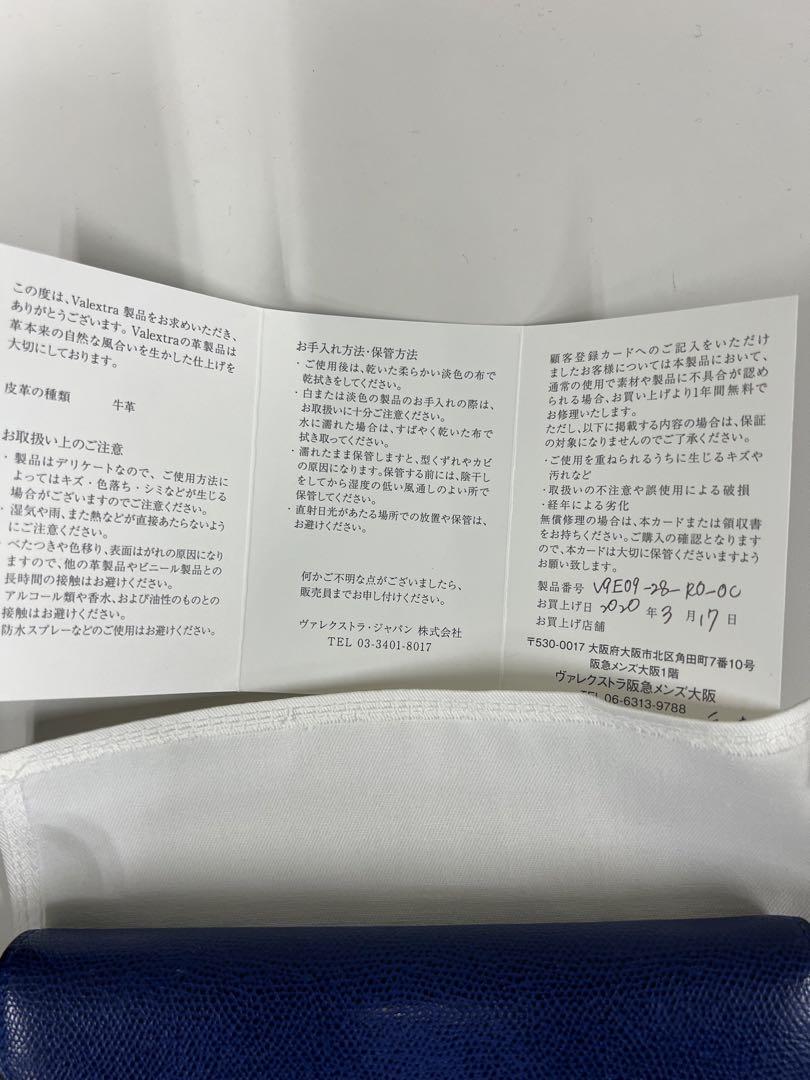 この度は、Valextra 製品をお求めいただき、
ありがとうございます。Valextraの革製品は
革本来の自然な風合いを生かした仕上げを
大切にしております。
皮革の種類 牛革
お取扱い上のご注意
・製品はデリケートなので、ご使用方法に
よってはキズ・色落ち・シミなどが生じる
場合がございますのでご注意ください。
・湿気や雨、また熱などが直接あたらないよう
にご注意ください。
・べたつきや色移り、表面はがれの原因になり
ますので、他の革製品やビニール製品との
長時間の接触はお避けください。
・アルコール類や香水、および油性のものとの
接触はお避けください。
・防水スプレーなどのご使用はお避けください。
お手入れ方法・保管方法
・ご使用後は、乾いた柔らかい淡色の布で
乾拭きをしてください。
・白または淡色の製品のお手入れの際は、
お取扱いに十分ご注意ください。
水に濡れた場合は、すばやく乾いた布で
拭き取ってください。
・濡れたまま保管しますと、型くずれやカビ
の原因になります。保管する前には、陰干し
をしてから湿度の低い風通しのよい所で
保管してください。
・直射日光があたる場所での放置や保管は、
お避けください。
何かご不明な点がございましたら、
販売員までお申し付けください。
ヴァレクストラ・ジャパン 株式会社
TEL 03-3401-8017
顧客登録カードへのご記入をいただけ
ましたお客様については本製品において、
通常の使用で素材や製品に不具合が認め
られる場合、お買い上げより1年間無料で
お修理いたします。
ただし、以下に掲載する内容の場合は、保証
の対象になりませんのでご了承ください。
・ご使用を重ねられるうちに生じるキズや
汚れなど
・取扱いの不注意や誤使用による破損
・経年による劣化
無償修理の場合は、本カードまたは領収書
をお持ちください。ご購入の確認となります
ので、本カードは大切に保管くださいますよう
お願い致します。
製品番号 V9E09-28-RO-OC
お買上げ日 2020 年 3 月 17 日
お買上げ店舗
〒530-0017 大阪府大阪市北区角田町7番10号
阪急メンズ大阪1階
ヴァレクストラ阪急メンズ大阪
TEL 06-6313-9788